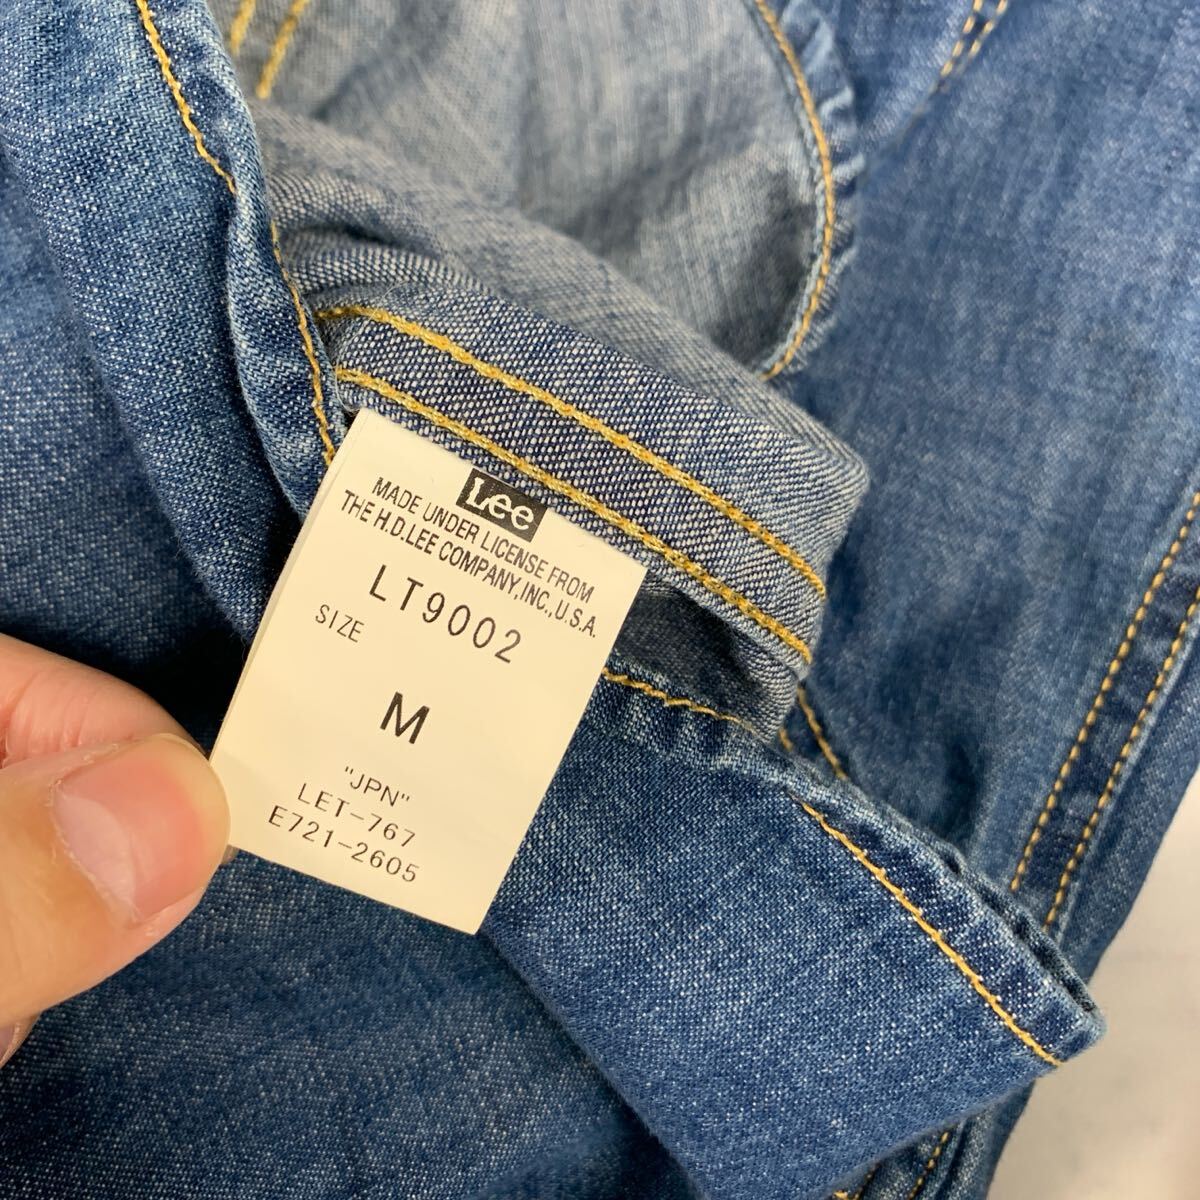 Lee
MADE UNDER LICENSE FROM
THE H.D.LEE COMPANY,INC.,U.S.A.
LT9002
SIZE
M
"JPN"
LET-767
E721-2605